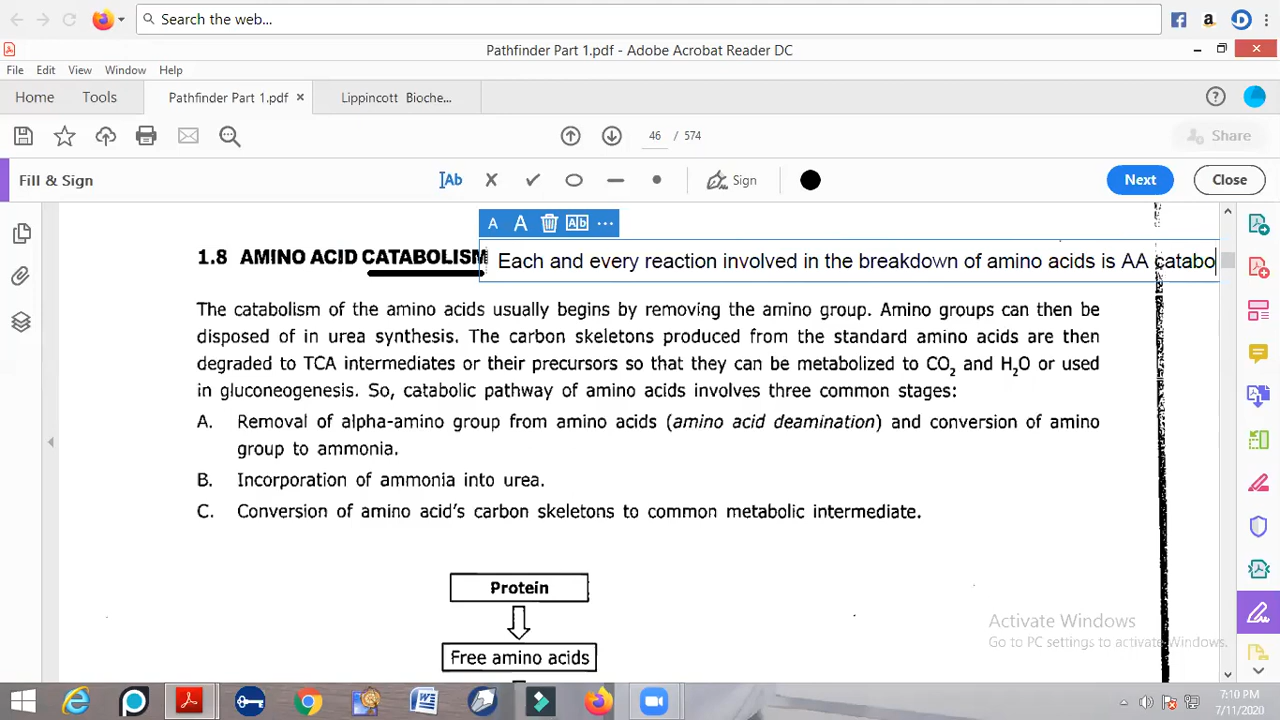 Search the web...
Pathfinder Part 1.pdf - Adobe Acrobat Reader DC
File Edit View Window Help
Home Tools Pathfinder Part 1.pdf × Lippincott Bioche...
46 / 574
Share
Fill & Sign
Ab
Sign
Next
Close
A A Ab ...
1.8 AMINO ACID CATABOLISM Each and every reaction involved in the breakdown of amino acids is AA catabo
The catabolism of the amino acids usually begins by removing the amino group. Amino groups can then be
disposed of in urea synthesis. The carbon skeletons produced from the standard amino acids are then
degraded to TCA intermediates or their precursors so that they can be metabolized to CO2 and H2O or used
in gluconeogenesis. So, catabolic pathway of amino acids involves three common stages:
A. Removal of alpha-amino group from amino acids (amino acid deamination) and conversion of amino
group to ammonia.
B. Incorporation of ammonia into urea.
C. Conversion of amino acid's carbon skeletons to common metabolic intermediate.
Protein
Free amino acids
Activate Windows
Go to PC settings to activate Windows.
7:10 PM
7/11/2020